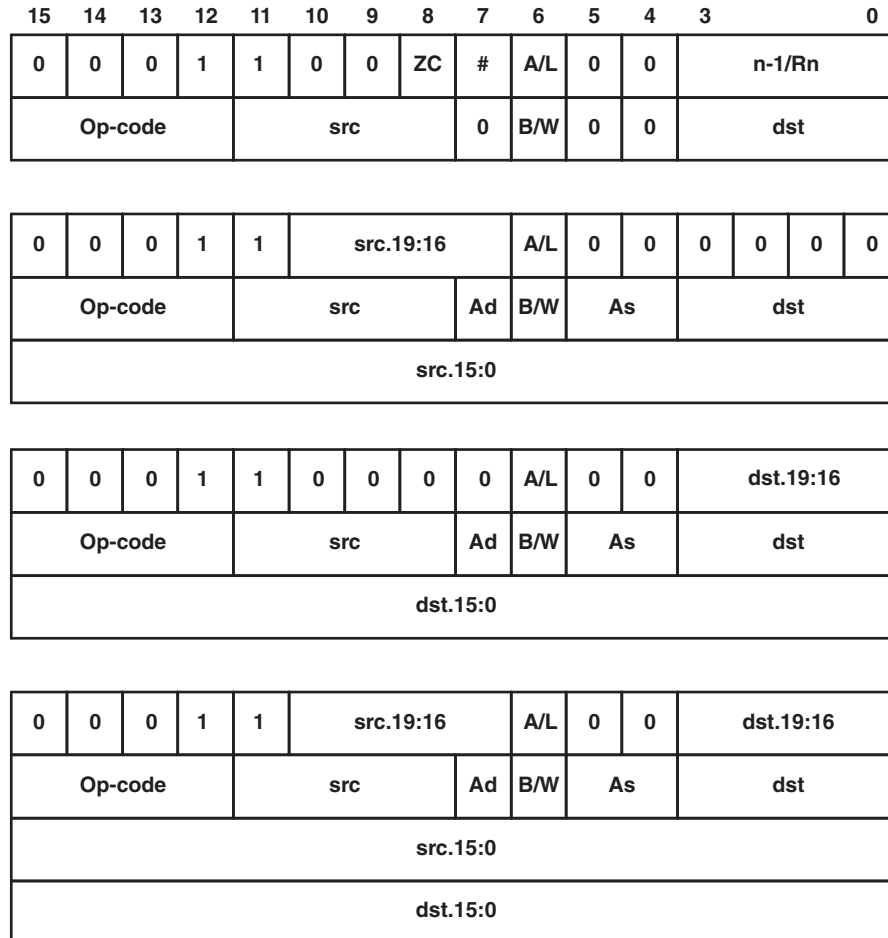 15 14 13 12 11 10 9 8 7 6 5 4 3 0
0 0 0 1 1 0 0 ZC # A/L 0 0 n-1/Rn
Op-code src 0 B/W 0 0 dst
0 0 0 1 1 src.19:16 A/L 0 0 0 0 0 0
Op-code src Ad B/W As dst
src.15:0
0 0 0 1 1 0 0 0 0 A/L 0 0 dst.19:16
Op-code src Ad B/W As dst
dst.15:0
0 0 0 1 1 src.19:16 A/L 0 0 dst.19:16
Op-code src Ad B/W As dst
src.15:0
dst.15:0